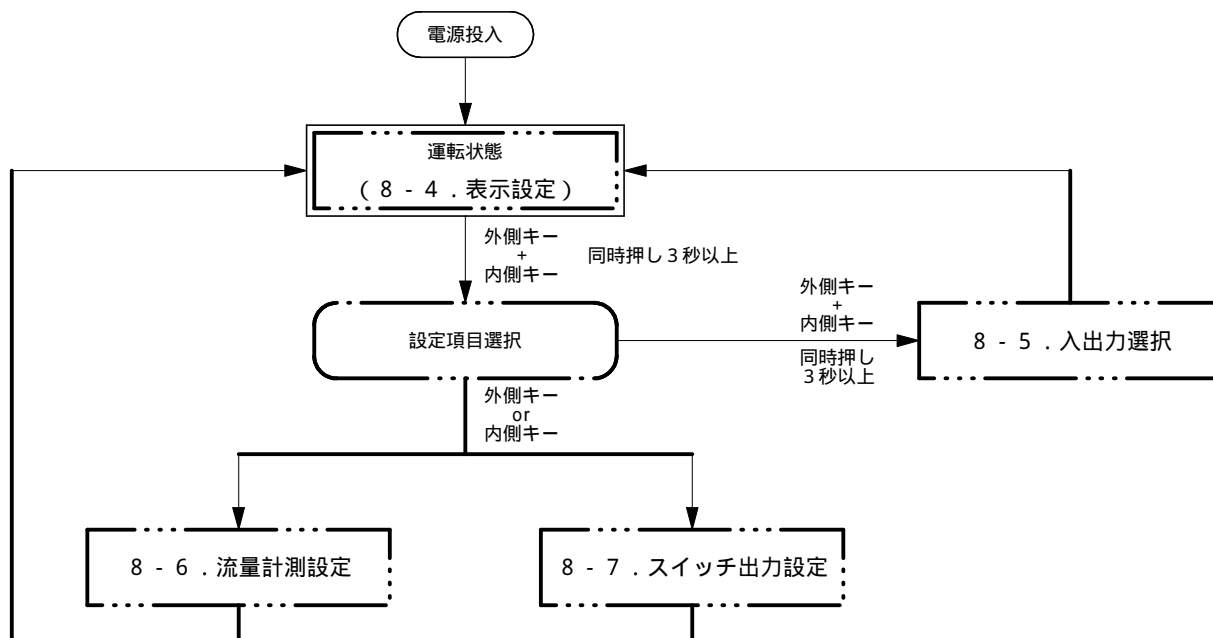 電源投入
運転状態
(８-４.表示設定)
外側キー
+
内側キー
同時押し３秒以上
設定項目選択
外側キー
+
内側キー
同時押し
３秒以上
８-５.入出力選択
外側キー
or
内側キー
８-６.流量計測設定
８-７.スイッチ出力設定